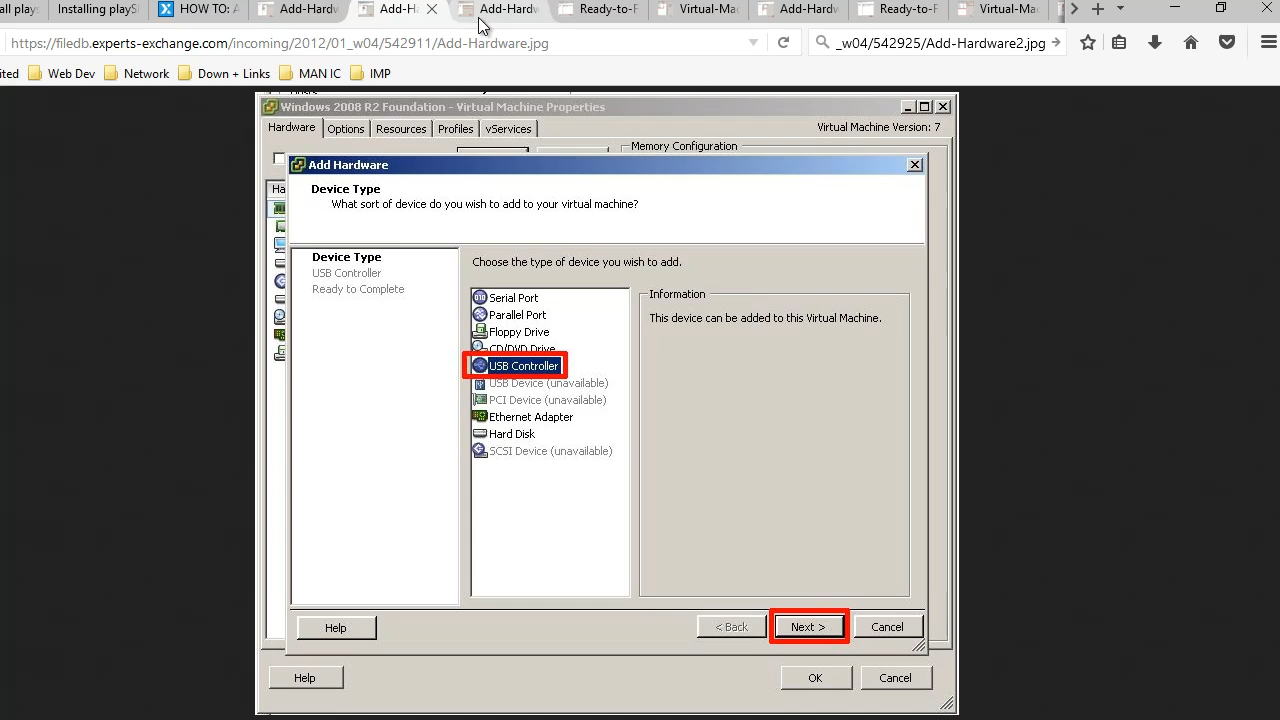 all plays
Installing playS
HOW TO: A
Add-Hardw
Add-Ha
Add-Hardw
Ready-to-F
Virtual-Mac
Add-Hardw
Ready-to-F
Virtual-Mac
https://filedb.experts-exchange.com/incoming/2012/01_w04/542911/Add-Hardware.jpg
_w04/542925/Add-Hardware2.jpg
ited Web Dev Network Down + Links MAN IC IMP
Windows 2008 R2 Foundation - Virtual Machine Properties
Hardware Options Resources Profiles vServices
Virtual Machine Version: 7
Memory Configuration
Add Hardware
Ha
Device Type
What sort of device do you wish to add to your virtual machine?
Device Type
USB Controller
Ready to Complete
Choose the type of device you wish to add.
Serial Port
Parallel Port
Floppy Drive
CD/DVD Drive
USB Controller
USB Device (unavailable)
PCI Device (unavailable)
Ethernet Adapter
Hard Disk
SCSI Device (unavailable)
Information
This device can be added to this Virtual Machine.
Help
< Back
Next >
Cancel
Help
OK
Cancel